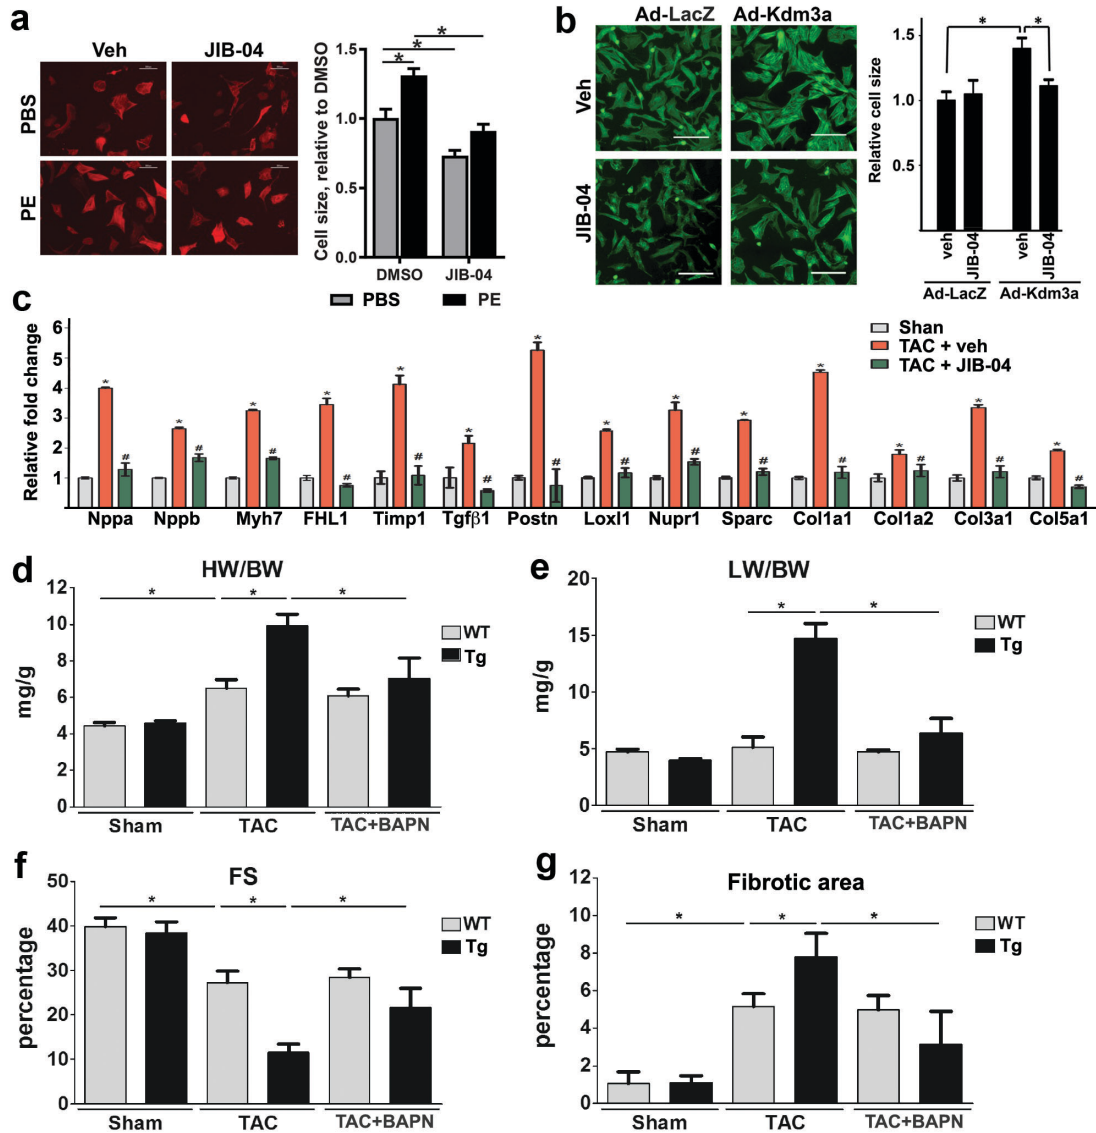 a
Veh JIB-04
PBS
PE
Cell size, relative to DMSO
1.5
1.0
0.5
0.0
* * * *
DMSO JIB-04
PBS PE
b
Ad-LacZ Ad-Kdm3a
Veh
JIB-04
Relative cell size
1.5
1.0
0.5
* *
veh JIB-04 veh JIB-04
Ad-LacZ Ad-Kdm3a
c
Relative fold change
6
5
4
3
2
1
Shan
TAC + veh
TAC + JIB-04
* * * * * * * * * * * * * *
# # # # # # # # # # # # # #
Nppa Nppb Myh7 FHL1 Timp1 Tgfβ1 Postn Loxl1 Nupr1 Sparc Col1a1 Col1a2 Col3a1 Col5a1
d
HW/BW
mg/g
12
10
8
6
4
2
0
* * *
WT
Tg
Sham TAC TAC+BAPN
e
LW/BW
mg/g
20
15
10
5
0
* *
WT
Tg
Sham TAC TAC+BAPN
f
FS
percentage
50
40
30
20
10
0
* * *
WT
Tg
Sham TAC TAC+BAPN
g
Fibrotic area
percentage
12
10
8
6
4
2
0
* * *
WT
Tg
Sham TAC TAC+BAPN